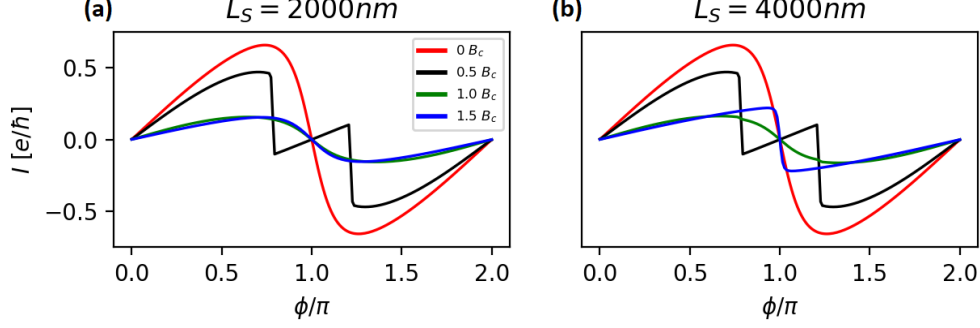 (a) L_S = 2000nm
(b) L_S = 4000nm
I [e/ℏ]
0.5
0.0
−0.5
0 B_c
0.5 B_c
1.0 B_c
1.5 B_c
0.0 0.5 1.0 1.5 2.0
0.0 0.5 1.0 1.5 2.0
ϕ/π
ϕ/π